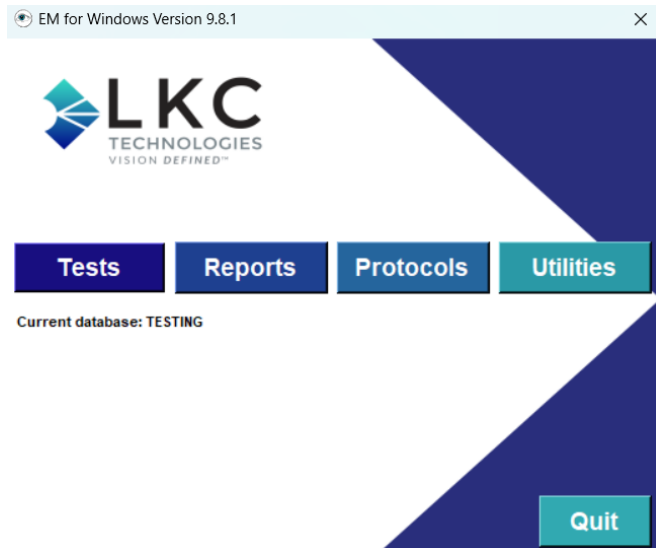 EM for Windows Version 9.8.1
LKC
TECHNOLOGIES
VISION DEFINED™
Tests
Reports
Protocols
Utilities
Current database: TESTING
Quit